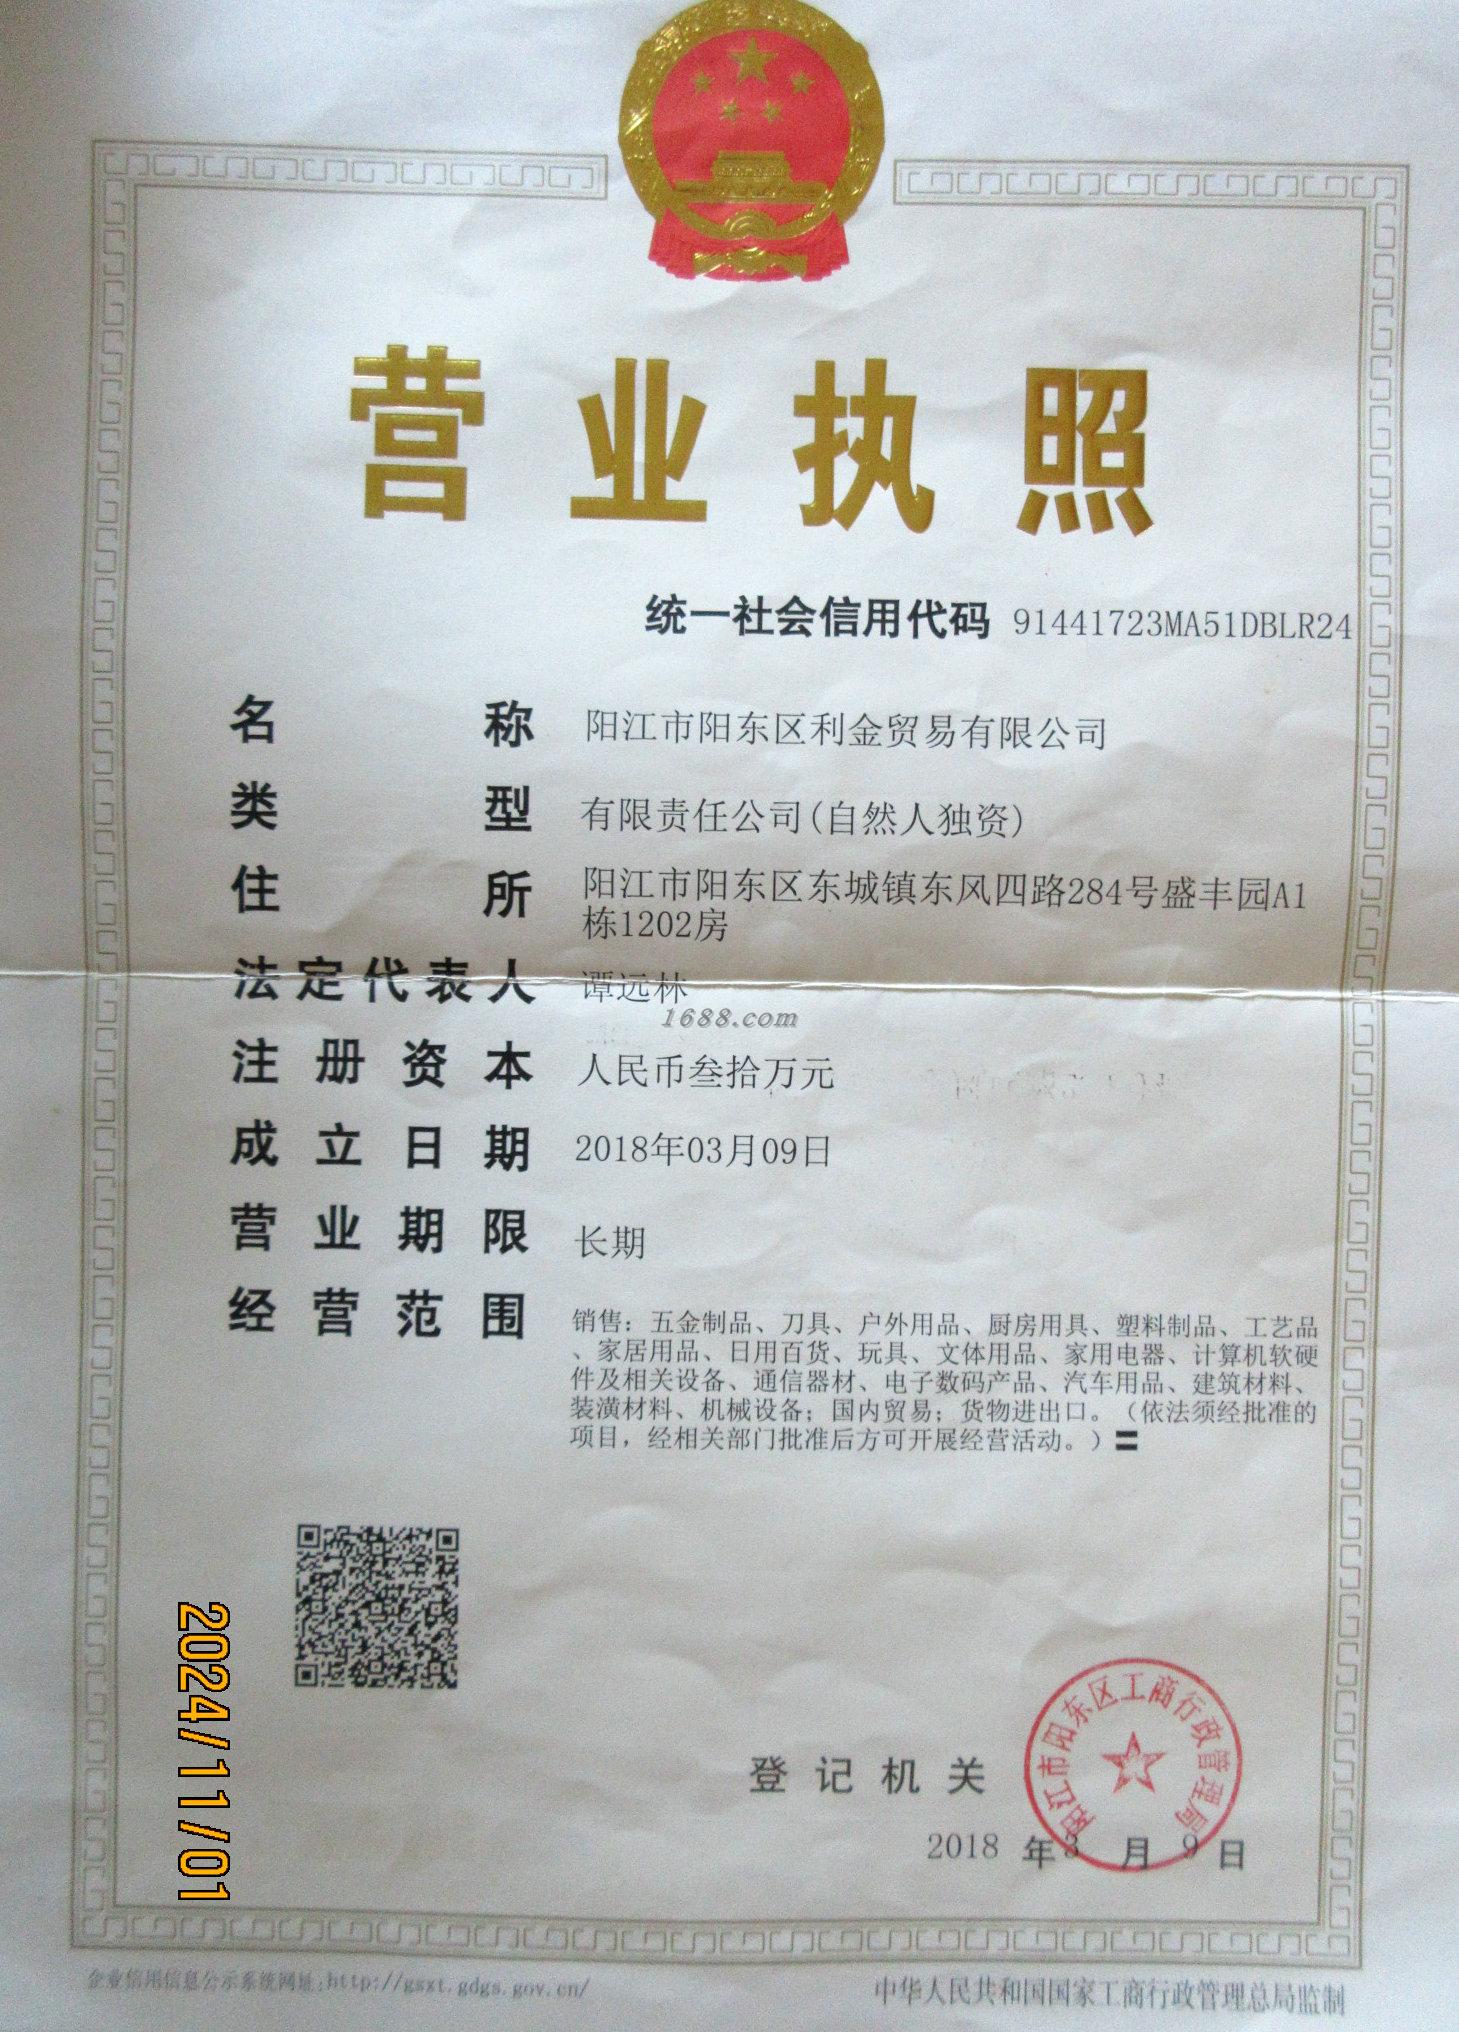 营业执照
统一社会信用代码 91441723MA51DBLR24
名称 阳江市阳东区利金贸易有限公司
类型 有限责任公司(自然人独资)
住所 阳江市阳东区东城镇东风四路284号盛丰园A1
栋1202房
法定代表人 谭远林
1688.com
注册资本 人民币叁拾万元
成立日期 2018年03月09日
营业期限 长期
经营范围 销售：五金制品、刀具、户外用品、厨房用具、塑料制品、工艺品
、家居用品、日用百货、玩具、文体用品、家用电器、计算机软硬
件及相关设备、通信器材、电子数码产品、汽车用品、建筑材料、
装潢材料、机械设备；国内贸易；货物进出口。（依法须经批准的
项目，经相关部门批准后方可开展经营活动。）〓
2024/11/01
登记机关
阳江市阳东区工商行政管理局
2018 年3 月 9 日
企业信用信息公示系统网址:http://gsxt.gdgs.gov.cn/
中华人民共和国国家工商行政管理总局监制